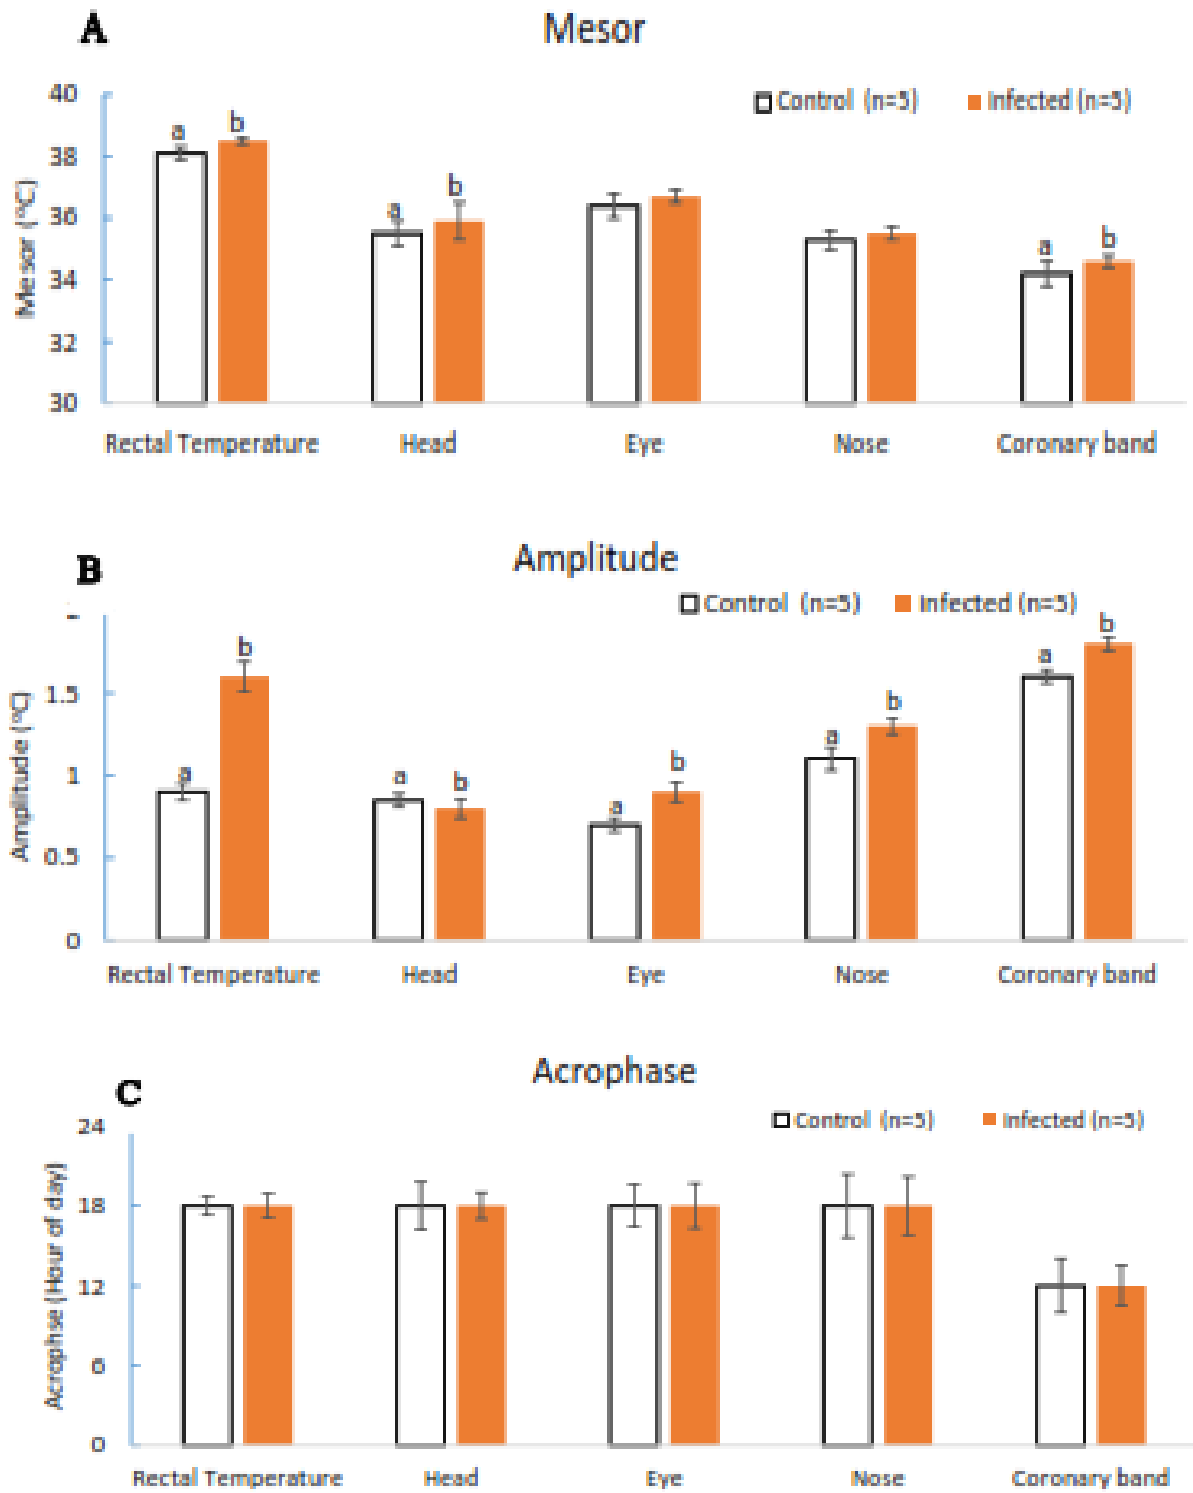 A
Mesor
Control (n=5)
Infected (n=5)
Mesor (°C)
40
38
36
34
32
30
a
b
a
b
a
b
Rectal Temperature
Head
Eye
Nose
Coronary band
B
Amplitude
Control (n=5)
Infected (n=5)
Amplitude (°C)
1.5
1
0.5
0
a
b
a
b
a
b
a
b
a
b
Rectal Temperature
Head
Eye
Nose
Coronary band
C
Acrophase
Control (n=5)
Infected (n=5)
Acrophse (Hour of day)
24
18
12
6
0
Rectal Temperature
Head
Eye
Nose
Coronary band